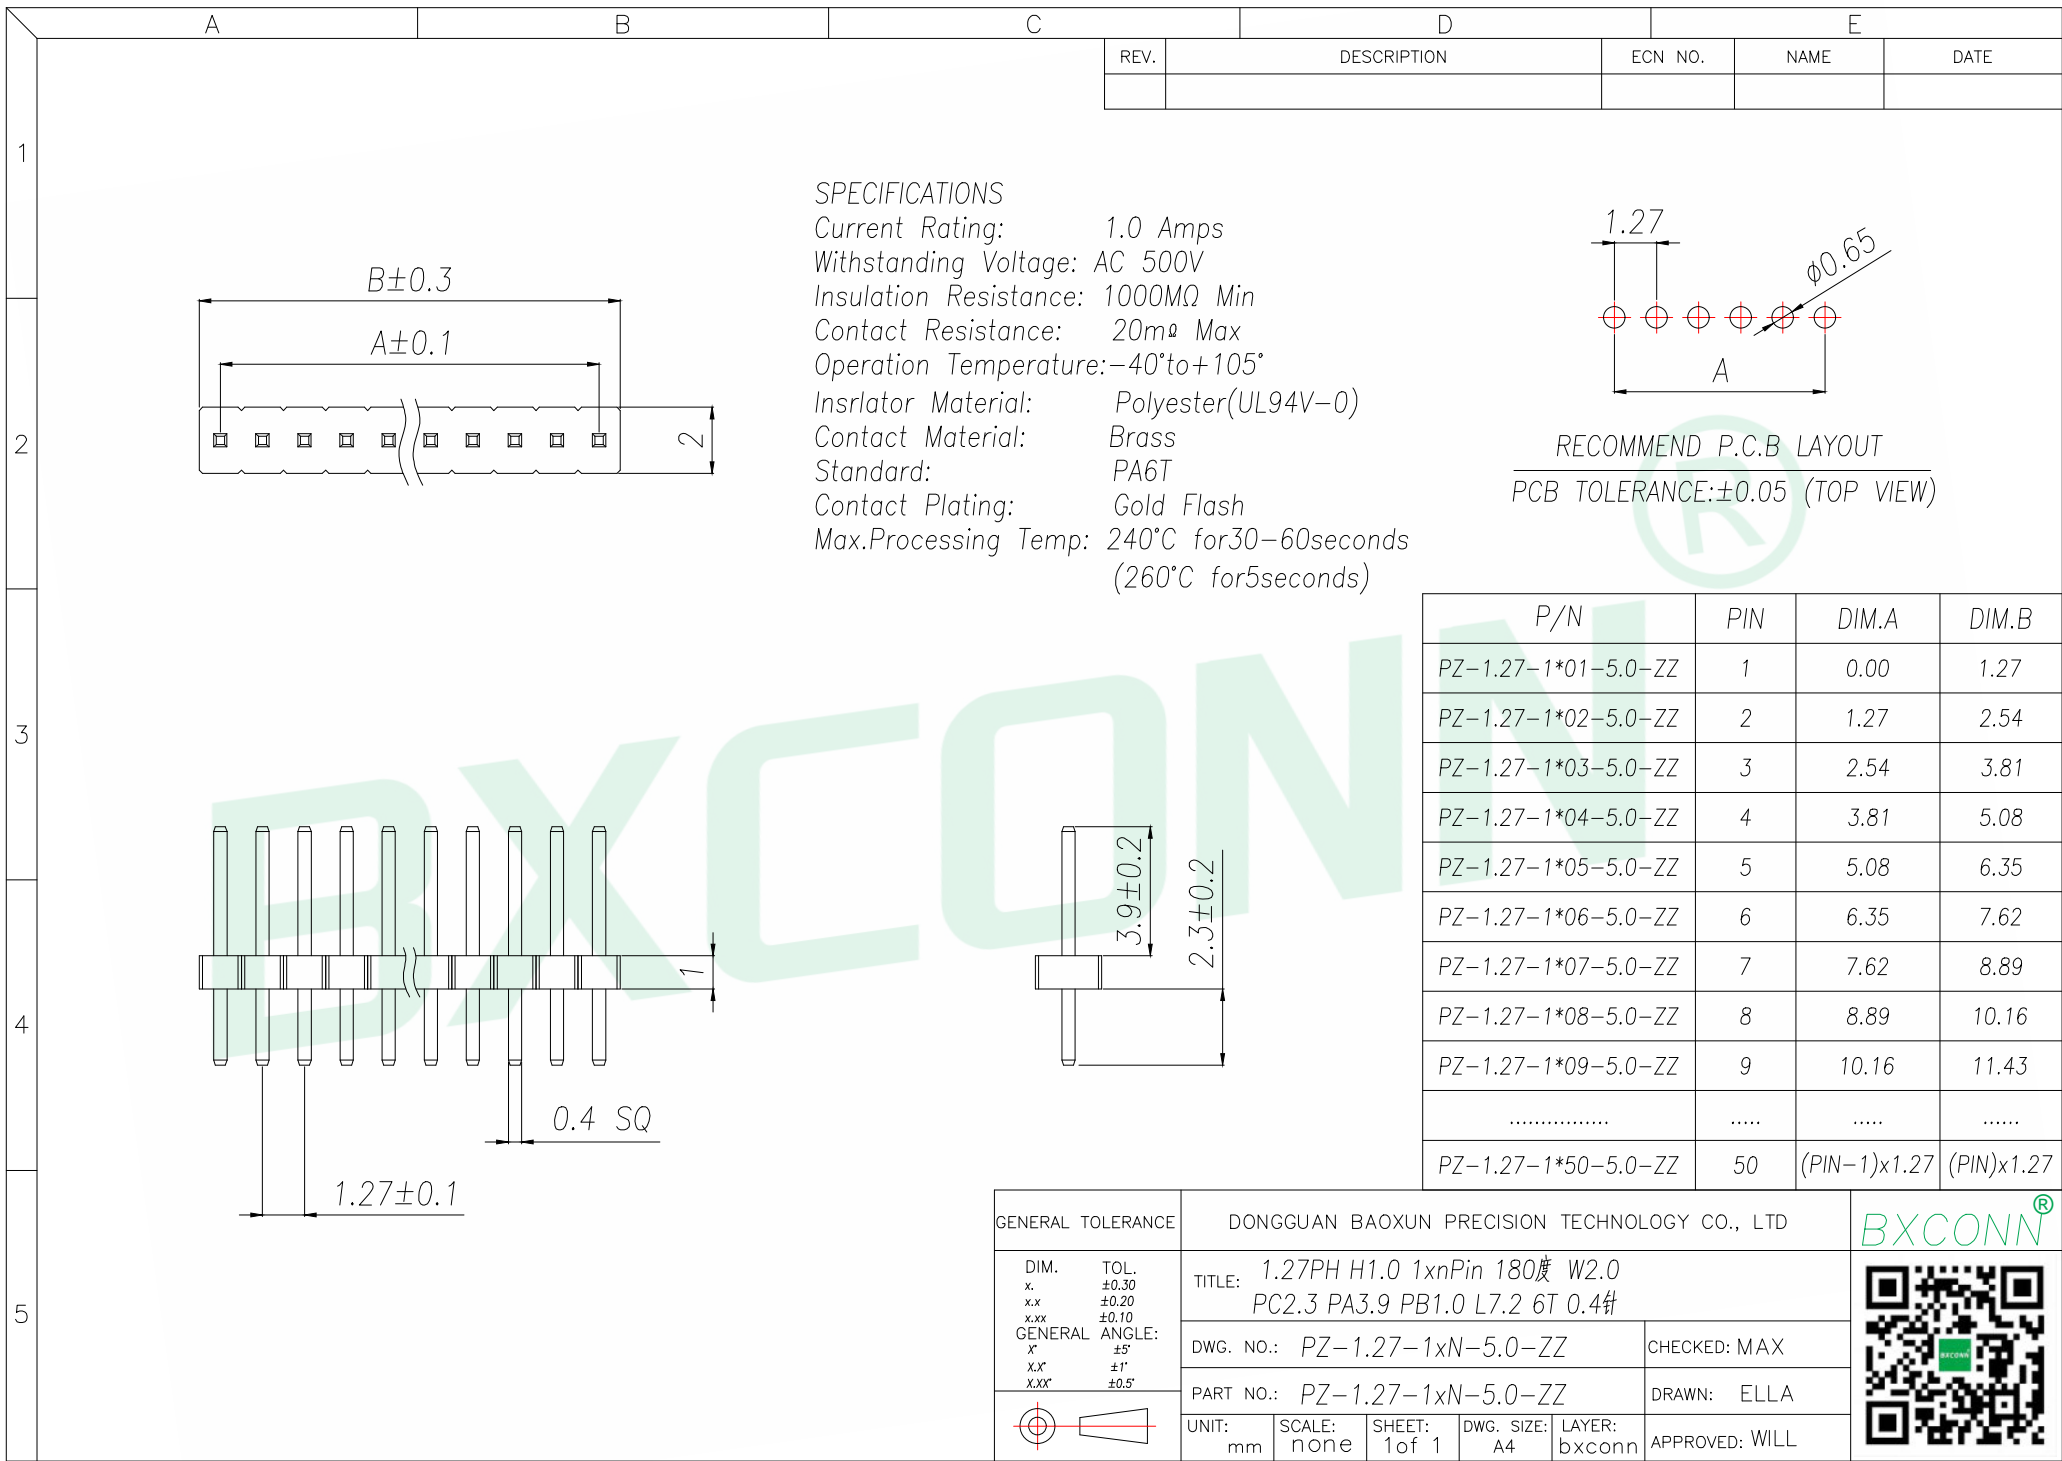 A B C D E
REV. DESCRIPTION ECN NO. NAME DATE
1
2
3
4
5
SPECIFICATIONS
Current Rating: 1.0 Amps
Withstanding Voltage: AC 500V
Insulation Resistance: 1000MΩ Min
Contact Resistance: 20mΩ Max
Operation Temperature:-40°to+105°
Insrlator Material: Polyester(UL94V-0)
Contact Material: Brass
Standard: PA6T
Contact Plating: Gold Flash
Max.Processing Temp: 240°C for30-60seconds
(260°C for5seconds)
B±0.3
A±0.1
2
1.27
ø0.65
A
RECOMMEND P.C.B LAYOUT
PCB TOLERANCE:±0.05 (TOP VIEW)
BXCONN®
P/N PIN DIM.A DIM.B
PZ-1.27-1*01-5.0-ZZ 1 0.00 1.27
PZ-1.27-1*02-5.0-ZZ 2 1.27 2.54
PZ-1.27-1*03-5.0-ZZ 3 2.54 3.81
PZ-1.27-1*04-5.0-ZZ 4 3.81 5.08
PZ-1.27-1*05-5.0-ZZ 5 5.08 6.35
PZ-1.27-1*06-5.0-ZZ 6 6.35 7.62
PZ-1.27-1*07-5.0-ZZ 7 7.62 8.89
PZ-1.27-1*08-5.0-ZZ 8 8.89 10.16
PZ-1.27-1*09-5.0-ZZ 9 10.16 11.43
................ ..... ..... ......
PZ-1.27-1*50-5.0-ZZ 50 (PIN-1)x1.27 (PIN)x1.27
1
0.4 SQ
1.27±0.1
3.9±0.2
2.3±0.2
GENERAL TOLERANCE
DIM. TOL.
x. ±0.30
x.x ±0.20
x.xx ±0.10
GENERAL ANGLE:
X° ±5°
X.X° ±1°
X.XX° ±0.5°
DONGGUAN BAOXUN PRECISION TECHNOLOGY CO., LTD
TITLE: 1.27PH H1.0 1xnPin 180度 W2.0
PC2.3 PA3.9 PB1.0 L7.2 6T 0.4针
DWG. NO.: PZ-1.27-1xN-5.0-ZZ CHECKED: MAX
PART NO.: PZ-1.27-1xN-5.0-ZZ DRAWN: ELLA
UNIT: mm SCALE: none SHEET: 1of 1 DWG. SIZE: A4 LAYER: bxconn APPROVED: WILL
BXCONN®
BXCONN